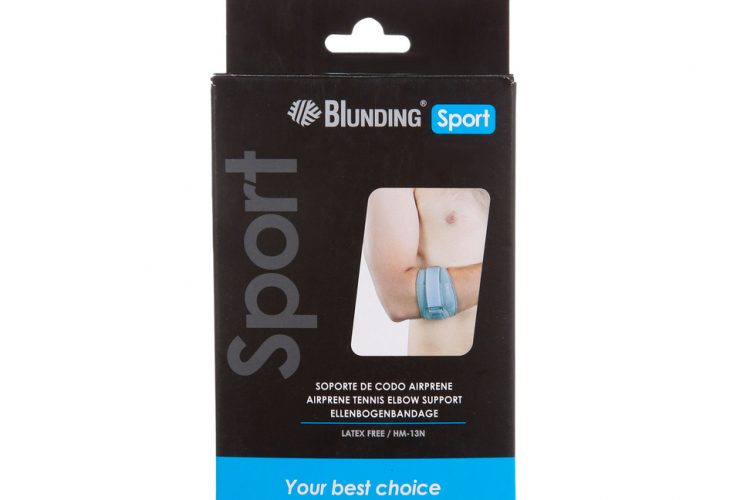 BLUNDING® Sport
Sport
SOPORTE DE CODO AIRPRENE
AIRPRENE TENNIS ELBOW SUPPORT
ELLENBOGENBANDAGE
LATEX FREE / HM-13N
Your best choice